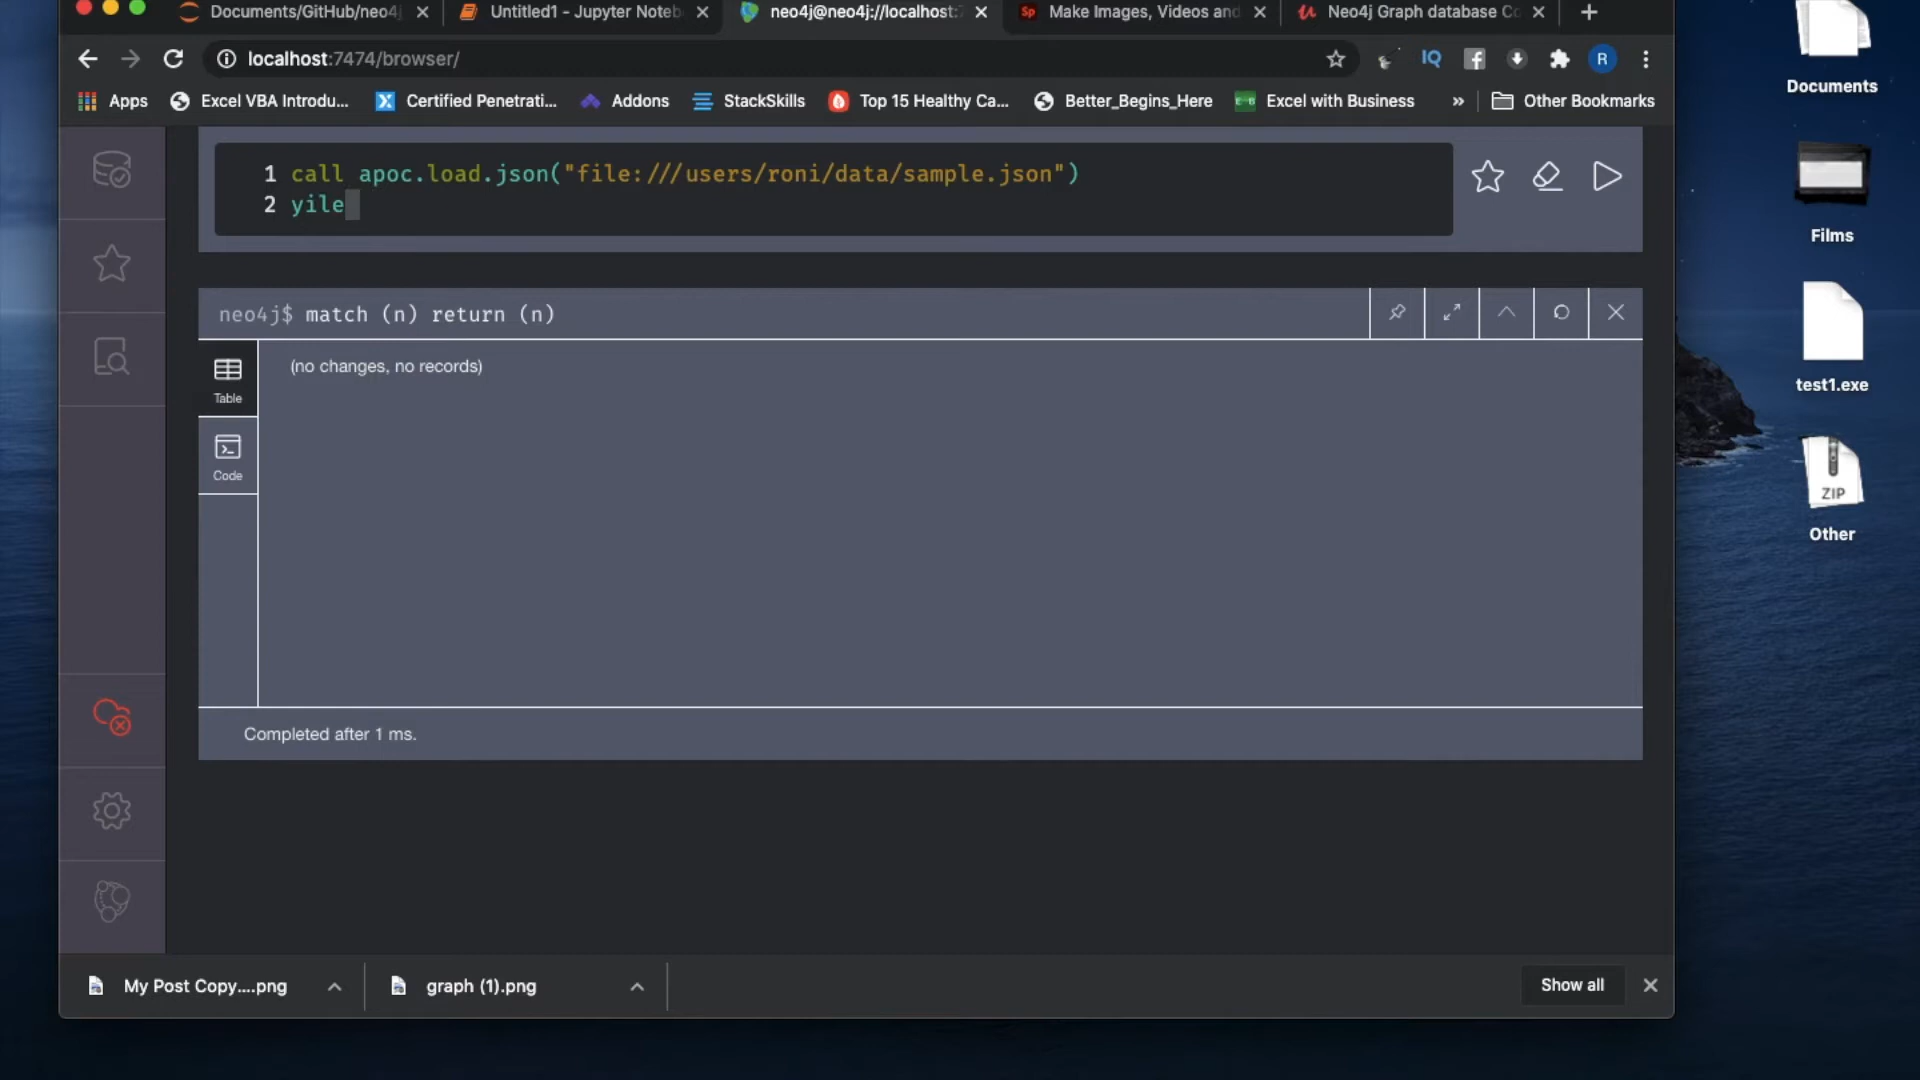 Documents/GitHub/neo4j
Untitled1 - Jupyter Noteb
neo4j@neo4j://localhost:7
Sp Make Images, Videos and
Neo4j Graph database Co
localhost:7474/browser/
IQ
R
Apps
Excel VBA Introdu...
Certified Penetrati...
Addons
StackSkills
Top 15 Healthy Ca...
Better_Begins_Here
Excel with Business
»
Other Bookmarks
1 call apoc.load.json("file:///users/roni/data/sample.json")
2 yile
neo4j$ match (n) return (n)
Table
(no changes, no records)
Code
Completed after 1 ms.
My Post Copy....png
graph (1).png
Show all
Documents
Films
test1.exe
ZIP
Other